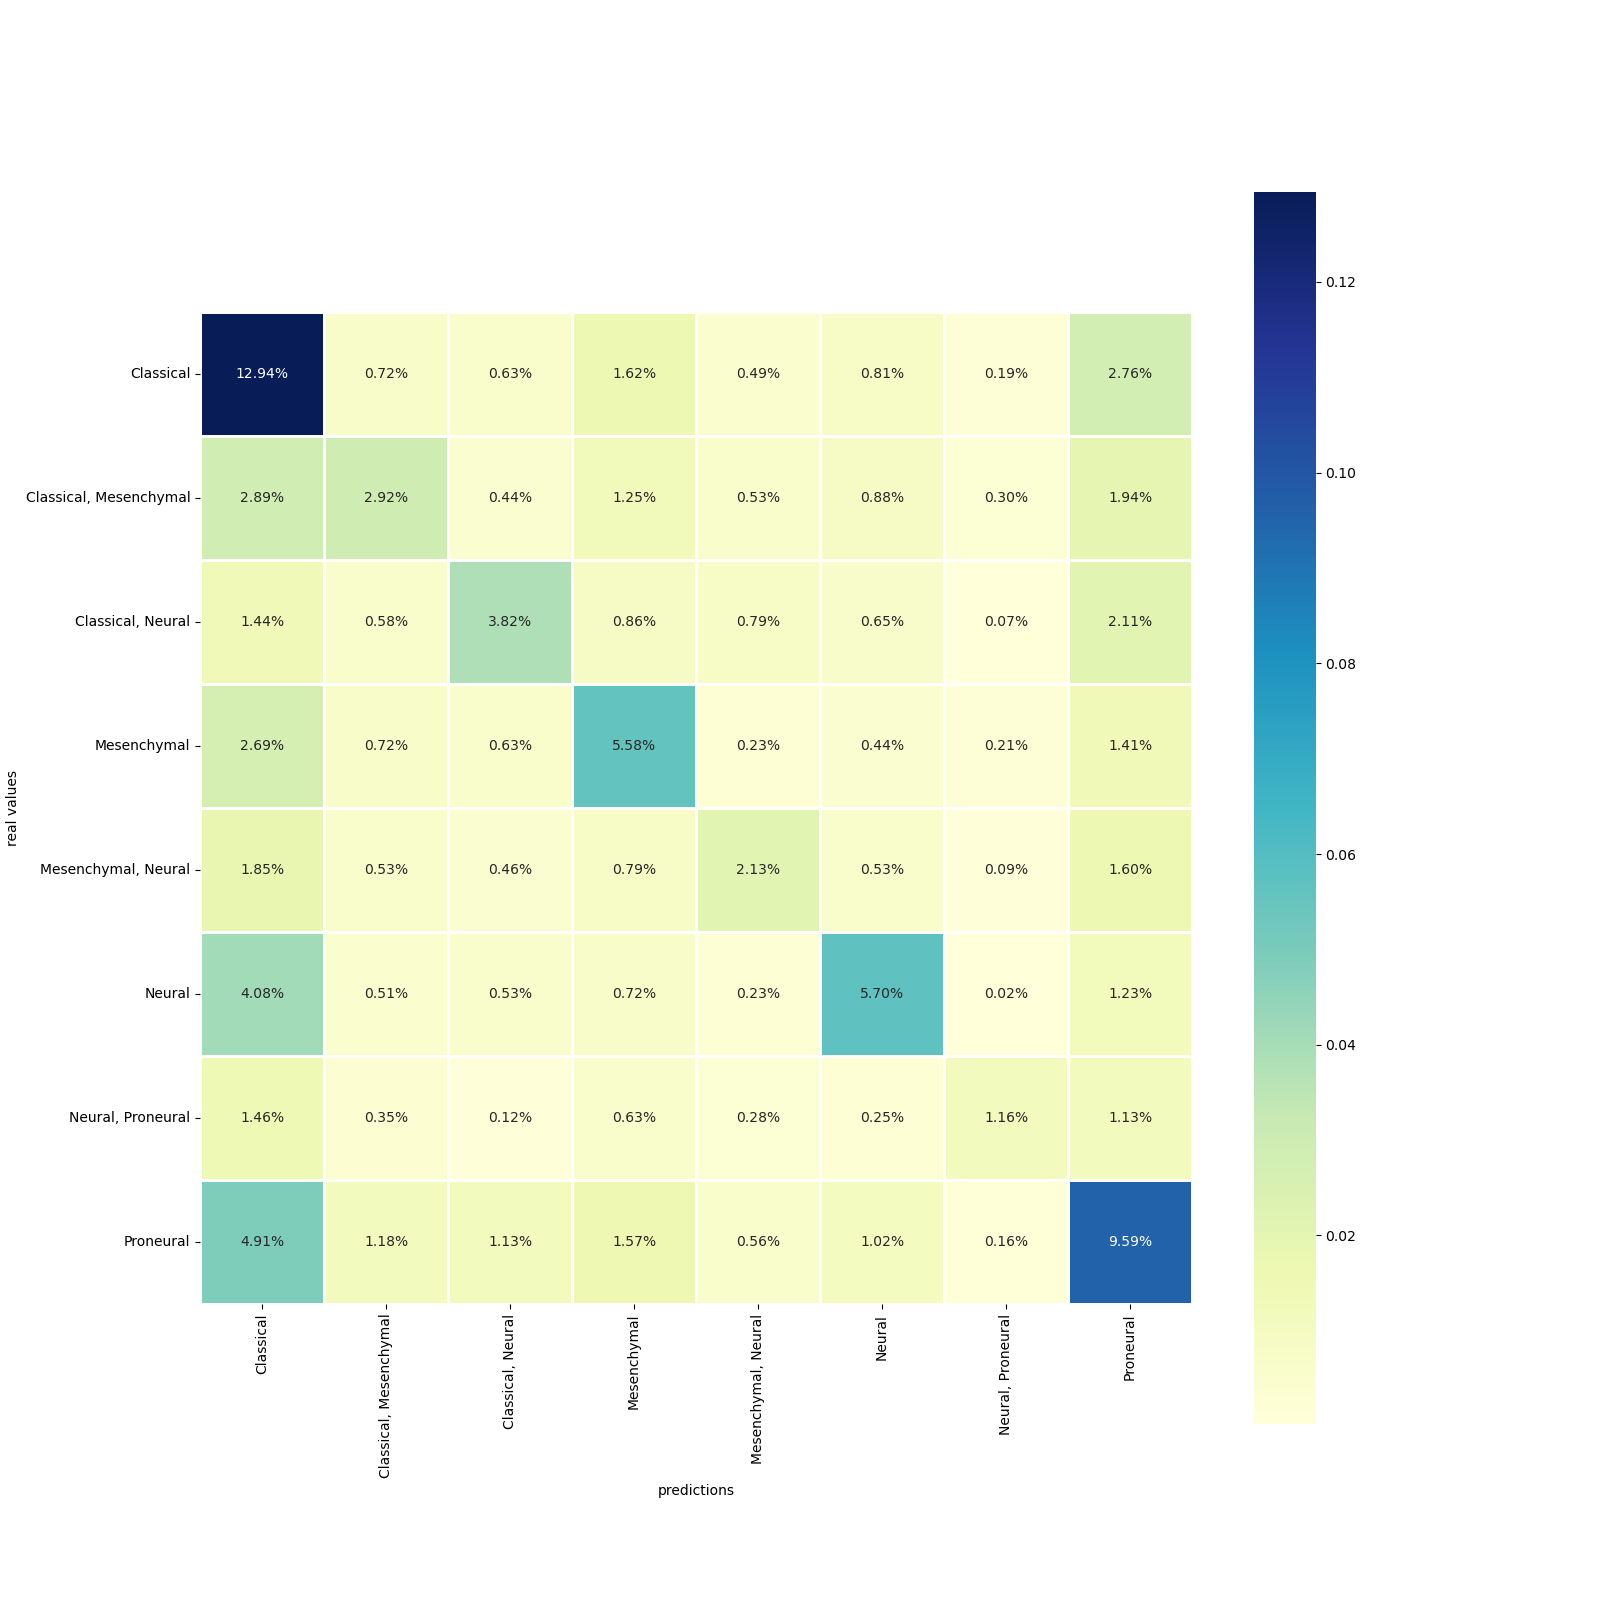 0.12
Classical 12.94% 0.72% 0.63% 1.62% 0.49% 0.81% 0.19% 2.76%
0.10
Classical, Mesenchymal 2.89% 2.92% 0.44% 1.25% 0.53% 0.88% 0.30% 1.94%
Classical, Neural 1.44% 0.58% 3.82% 0.86% 0.79% 0.65% 0.07% 2.11%
0.08
Mesenchymal 2.69% 0.72% 0.63% 5.58% 0.23% 0.44% 0.21% 1.41%
real values
0.06
Mesenchymal, Neural 1.85% 0.53% 0.46% 0.79% 2.13% 0.53% 0.09% 1.60%
Neural 4.08% 0.51% 0.53% 0.72% 0.23% 5.70% 0.02% 1.23%
0.04
Neural, Proneural 1.46% 0.35% 0.12% 0.63% 0.28% 0.25% 1.16% 1.13%
0.02
Proneural 4.91% 1.18% 1.13% 1.57% 0.56% 1.02% 0.16% 9.59%
Classical
Classical, Mesenchymal
Classical, Neural
Mesenchymal
Mesenchymal, Neural
Neural
Neural, Proneural
Proneural
predictions